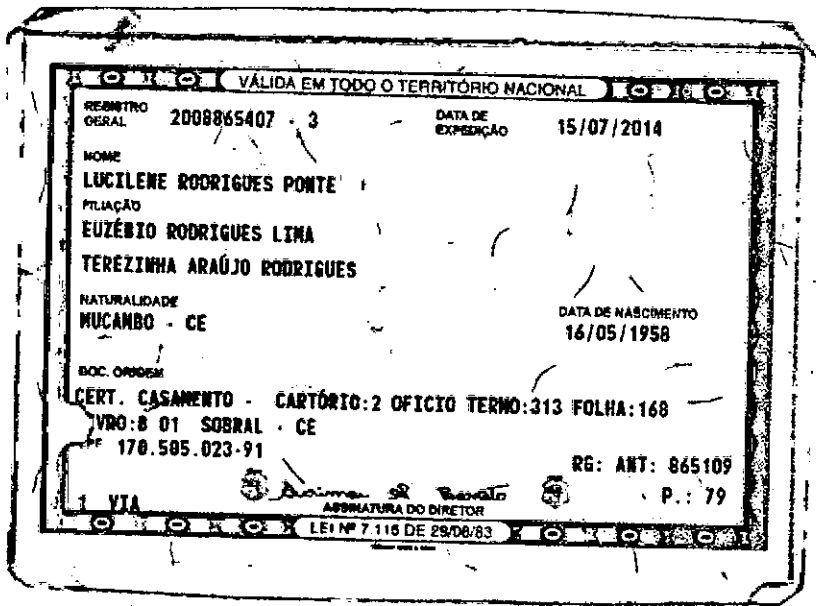 VÁLIDA EM TODO O TERRITÓRIO NACIONAL
REGISTRO GERAL 2008865407 - 3 DATA DE EXPEDIÇÃO 15/07/2014
NOME
LUCILENE RODRIGUES PONTE
FILIAÇÃO
EUZÉBIO RODRIGUES LIMA
TEREZINHA ARAÚJO RODRIGUES
NATURALIDADE DATA DE NASCIMENTO
MUCAMBO - CE 16/05/1958
DOC. ORIGEM
CERT. CASAMENTO - CARTÓRIO:2 OFICIO TERMO:313 FOLHA:168
VRO:B 01 SOBRAL - CE
PF 170.505.023-91
RG: ANT: 865109
1 VIA P.: 79
ASSINATURA DO DIRETOR
LEI Nº 7.116 DE 29/08/83